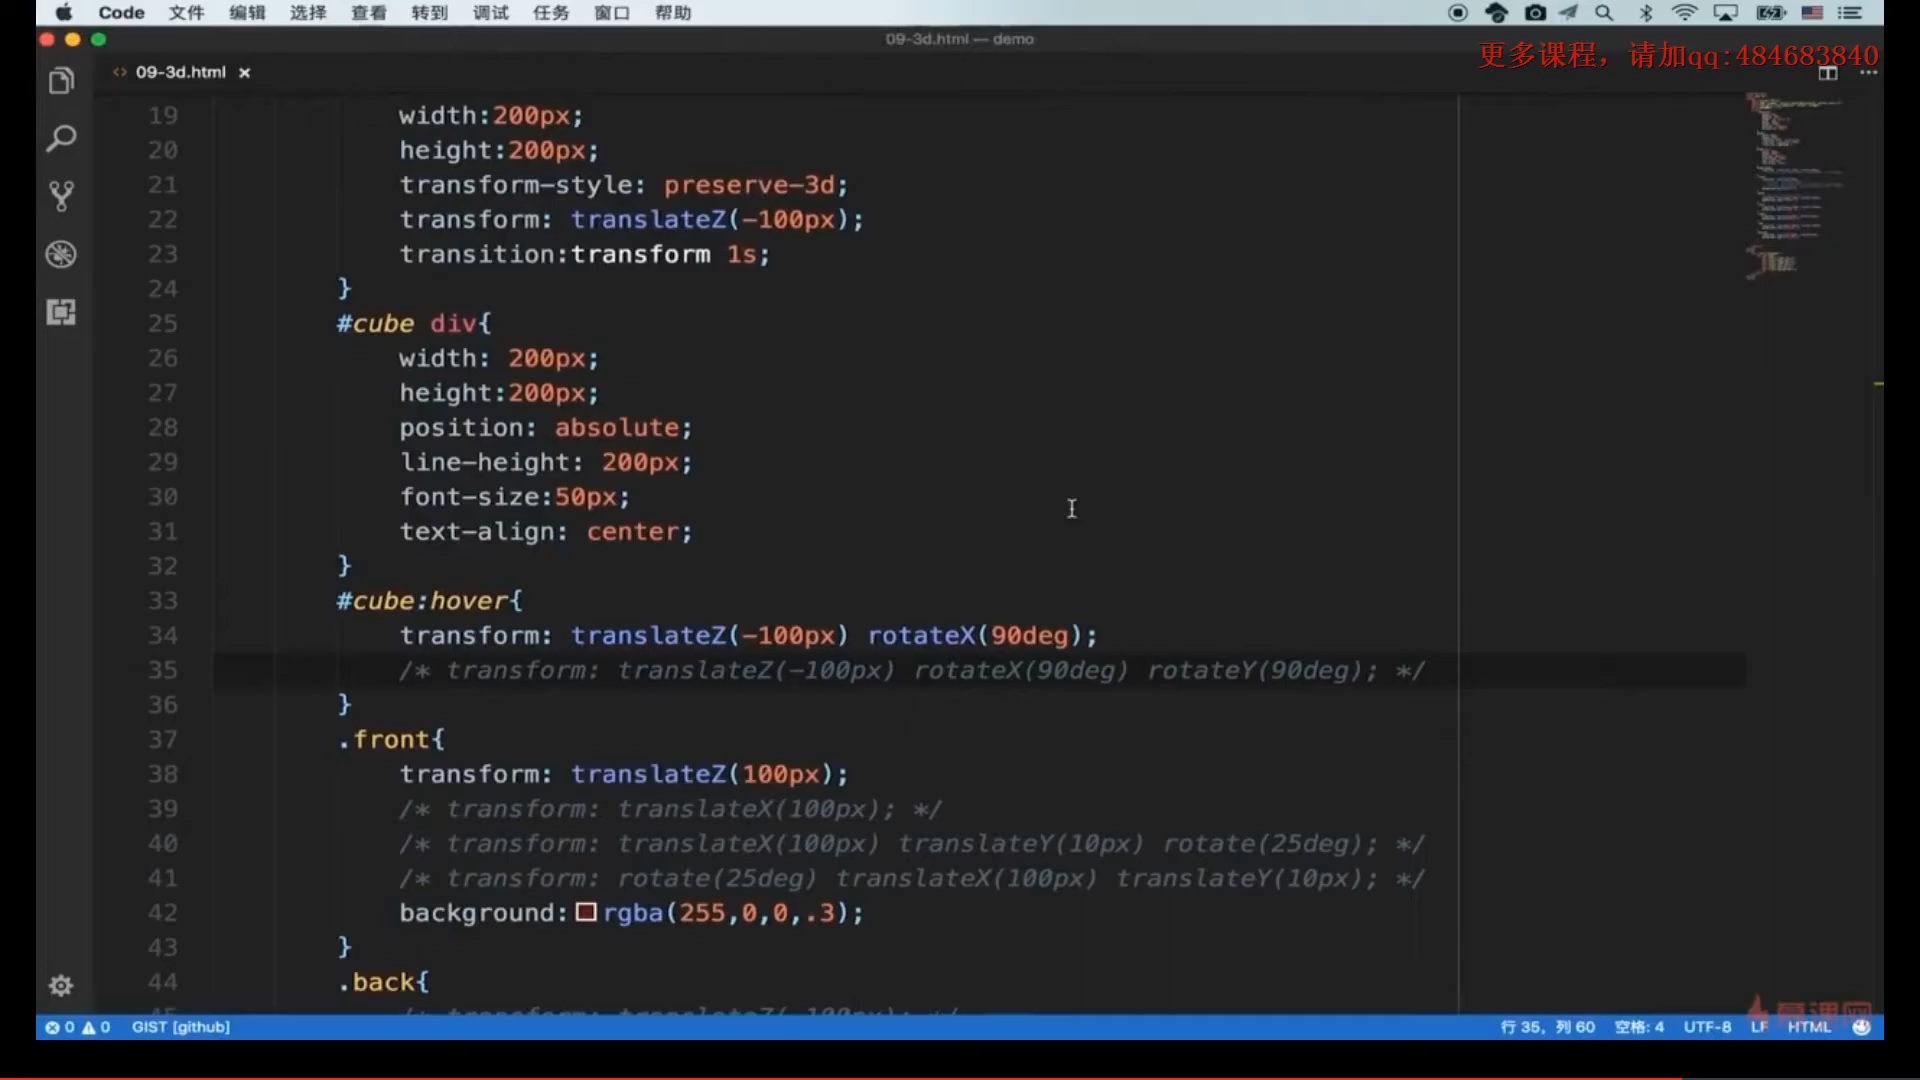 Code 文件 编辑 选择 查看 转到 调试 任务 窗口 帮助
09-3d.html — demo
更多课程，请加qq:484683840
<> 09-3d.html ×
19 width:200px;
20 height:200px;
21 transform-style: preserve-3d;
22 transform: translateZ(-100px);
23 transition:transform 1s;
24 }
25 #cube div{
26 width: 200px;
27 height:200px;
28 position: absolute;
29 line-height: 200px;
30 font-size:50px;
31 text-align: center;
32 }
33 #cube:hover{
34 transform: translateZ(-100px) rotateX(90deg);
35 /* transform: translateZ(-100px) rotateX(90deg) rotateY(90deg); */
36 }
37 .front{
38 transform: translateZ(100px);
39 /* transform: translateX(100px); */
40 /* transform: translateX(100px) translateY(10px) rotate(25deg); */
41 /* transform: rotate(25deg) translateX(100px) translateY(10px); */
42 background:rgba(255,0,0,.3);
43 }
44 .back{
0 0 GIST [github] 行 35，列 60 空格: 4 UTF-8 LF HTML
慕课网